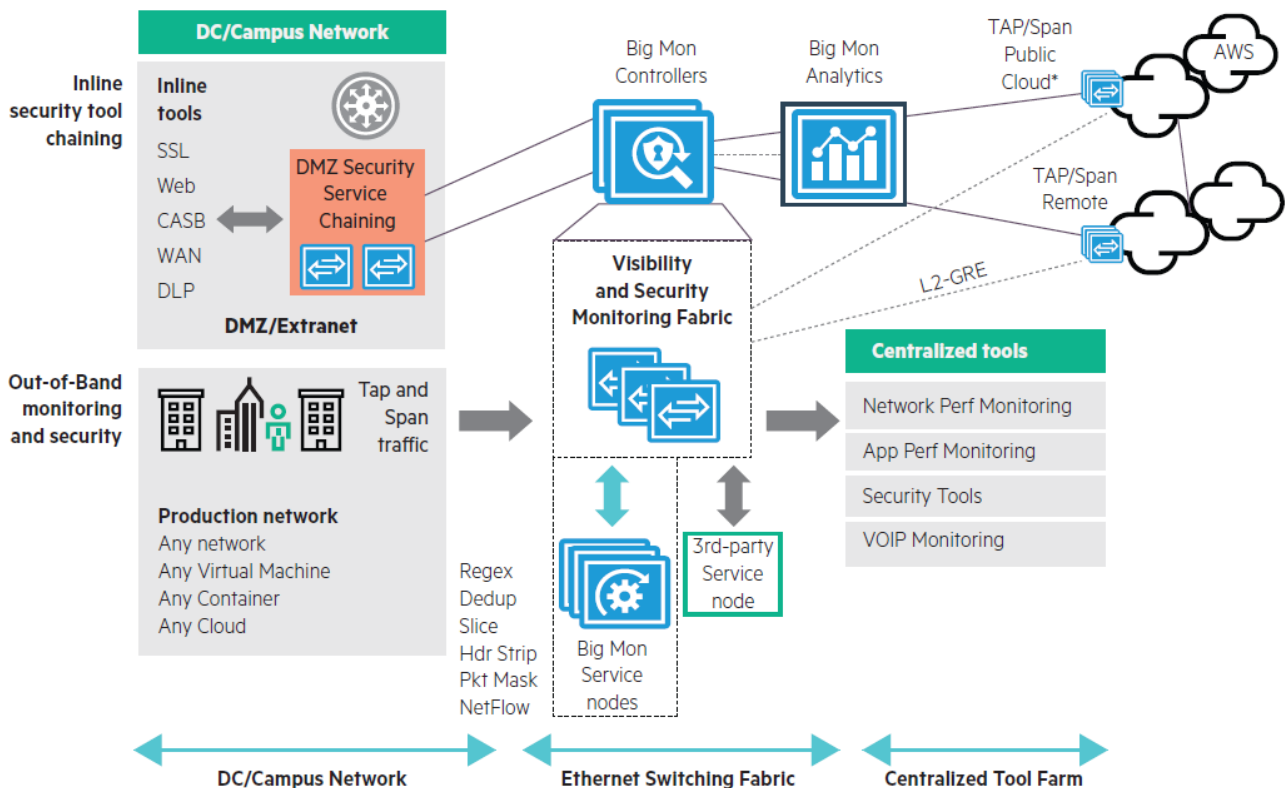 DC/Campus Network
Inline
security tool
chaining
Inline
tools
SSL
Web
CASB
WAN
DLP
DMZ Security
Service
Chaining
DMZ/Extranet
Big Mon
Controllers
Big Mon
Analytics
TAP/Span
Public
Cloud*
AWS
TAP/Span
Remote
L2-GRE
Visibility
and Security
Monitoring Fabric
Out-of-Band
monitoring
and security
Tap and
Span
traffic
Production network
Any network
Any Virtual Machine
Any Container
Any Cloud
Regex
Dedup
Slice
Hdr Strip
Pkt Mask
NetFlow
Big Mon
Service
nodes
3rd-party
Service
node
Centralized tools
Network Perf Monitoring
App Perf Monitoring
Security Tools
VOIP Monitoring
DC/Campus Network
Ethernet Switching Fabric
Centralized Tool Farm